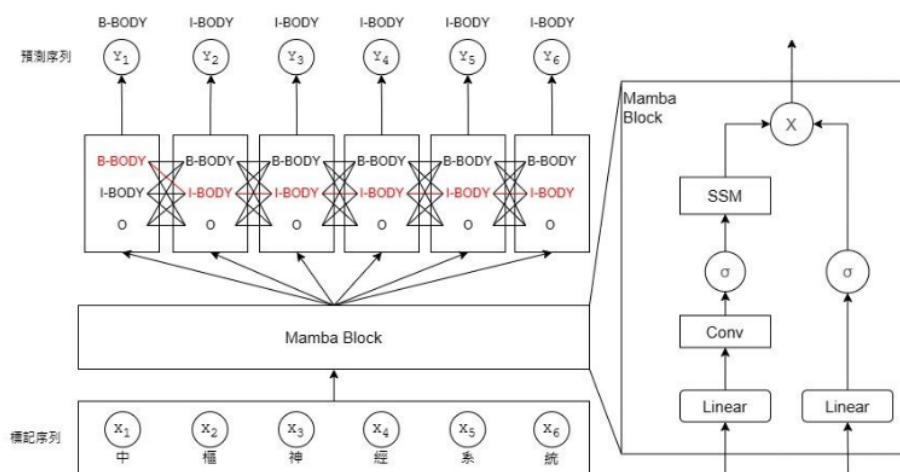 B-BODY I-BODY I-BODY I-BODY I-BODY I-BODY
預測序列 Y1 Y2 Y3 Y4 Y5 Y6
B-BODY B-BODY B-BODY B-BODY B-BODY B-BODY
I-BODY I-BODY I-BODY I-BODY I-BODY I-BODY
O O O O O O
Mamba Block
標記序列 X1 X2 X3 X4 X5 X6
中 樞 神 經 系 統
Mamba
Block
X
SSM
σ σ
Conv
Linear Linear